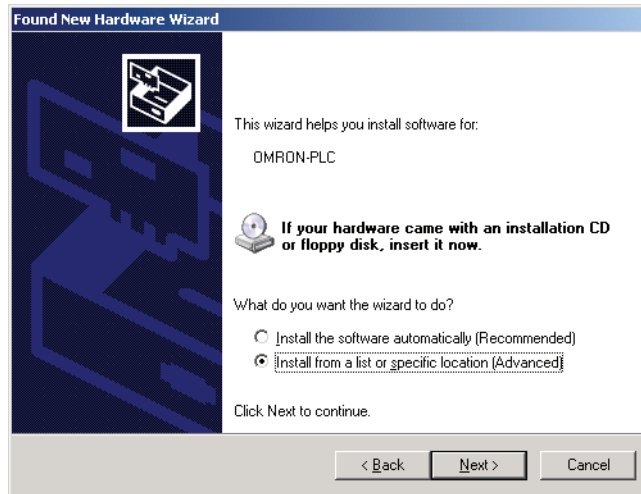 Found New Hardware Wizard
This wizard helps you install software for:
OMRON-PLC
If your hardware came with an installation CD
or floppy disk, insert it now.
What do you want the wizard to do?
Install the software automatically (Recommended)
Install from a list or specific location (Advanced)
Click Next to continue.
< Back
Next >
Cancel